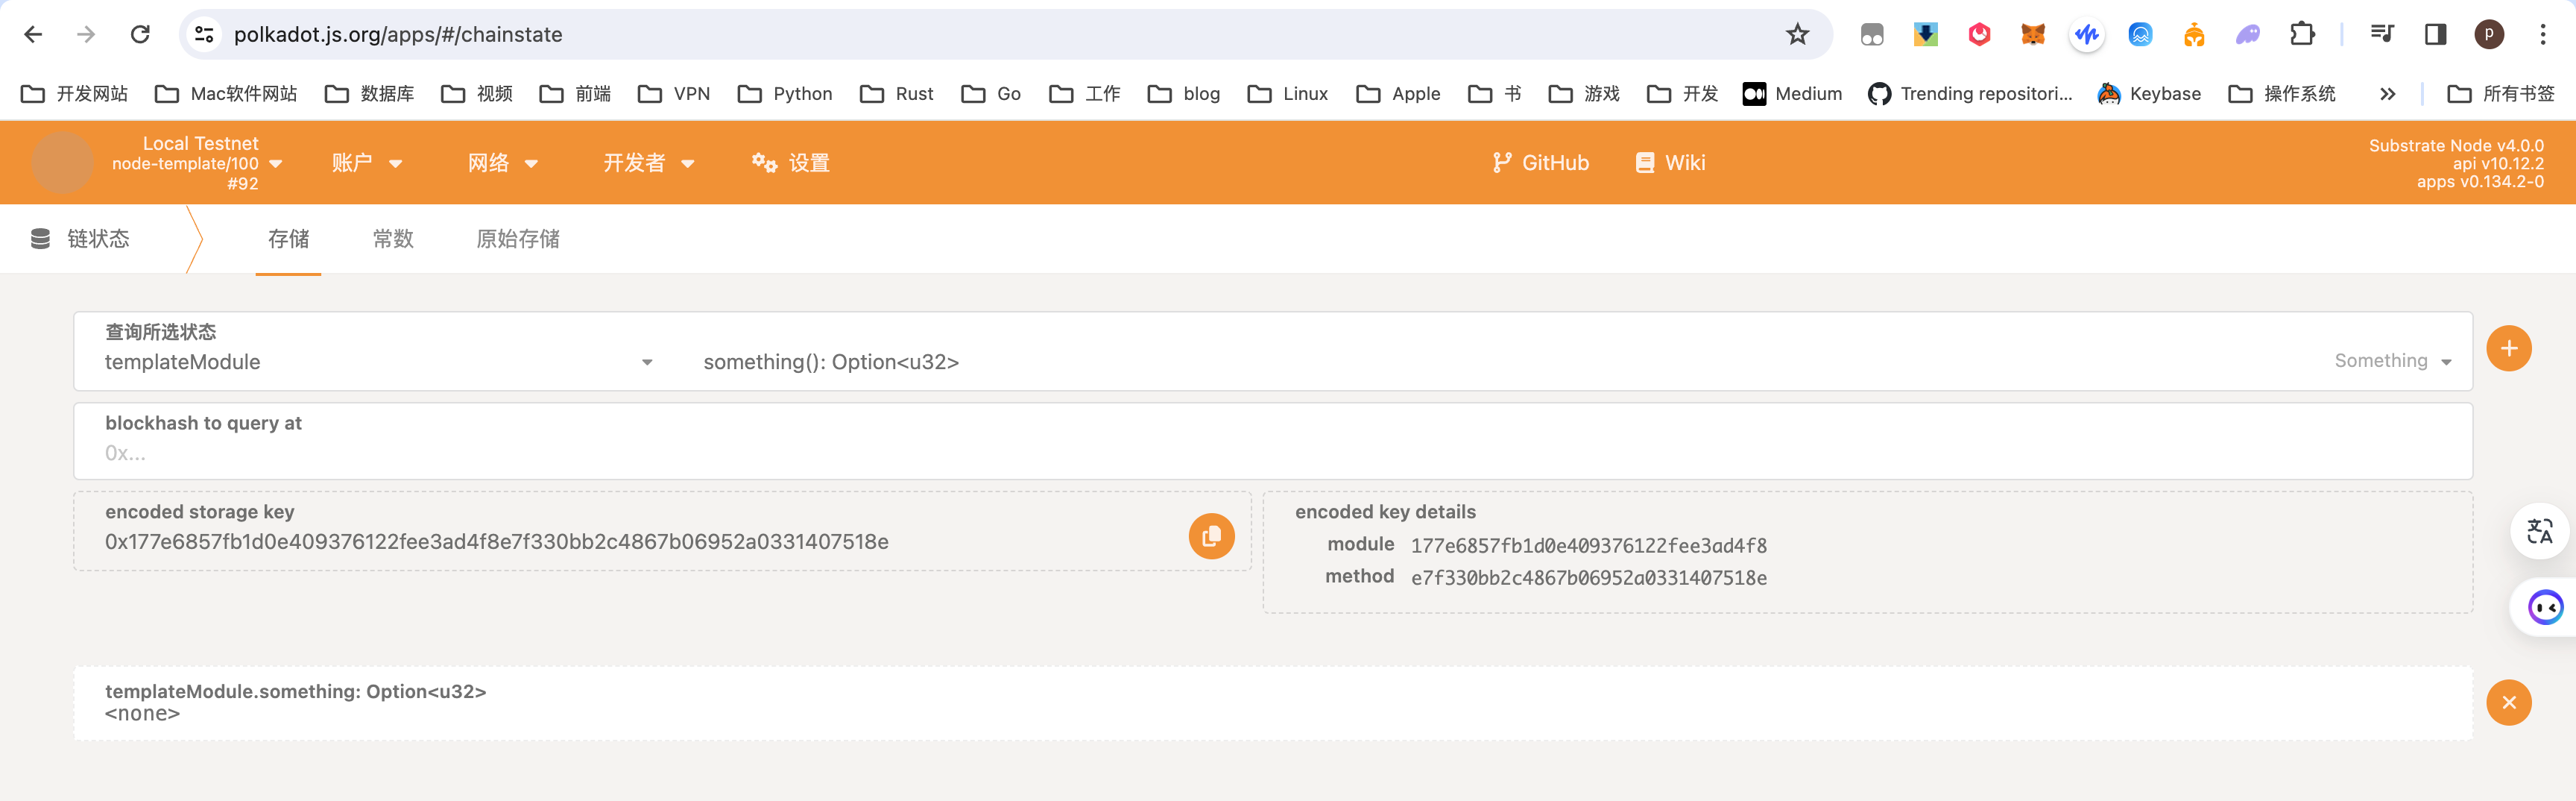 polkadot.js.org/apps/#/chainstate
p
开发网站 Mac软件网站 数据库 视频 前端 VPN Python Rust Go 工作 blog Linux Apple 书 游戏 开发 Medium Trending repositori... Keybase 操作系统 » 所有书签
Local Testnet
node-template/100
#92
账户 网络 开发者 设置 GitHub Wiki
Substrate Node v4.0.0
api v10.12.2
apps v0.134.2-0
链状态 存储 常数 原始存储
查询所选状态
templateModule something(): Option<u32> Something
blockhash to query at
0x...
encoded storage key
0x177e6857fb1d0e409376122fee3ad4f8e7f330bb2c4867b06952a0331407518e
encoded key details
module 177e6857fb1d0e409376122fee3ad4f8
method e7f330bb2c4867b06952a0331407518e
templateModule.something: Option<u32>
<none>